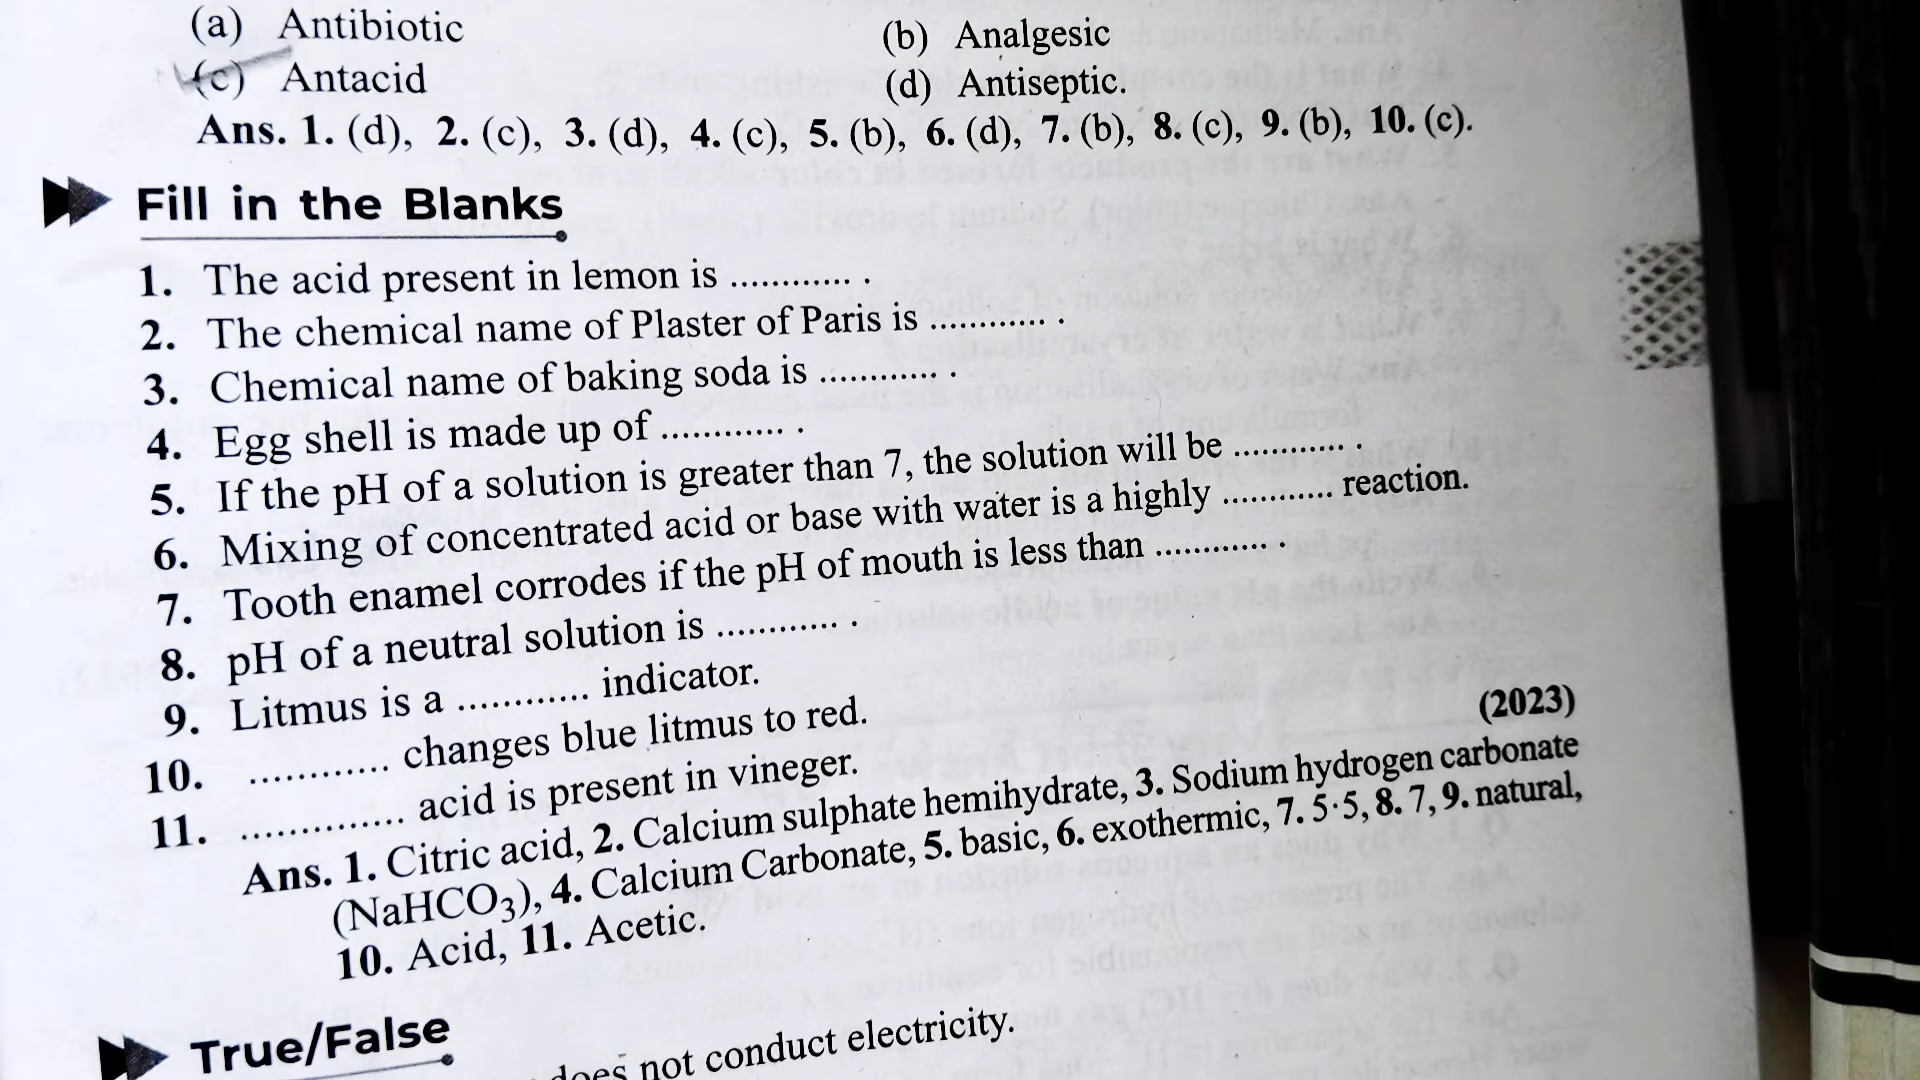 (a) Antibiotic (b) Analgesic
(c) Antacid (d) Antiseptic.
Ans. 1. (d), 2. (c), 3. (d), 4. (c), 5. (b), 6. (d), 7. (b), 8. (c), 9. (b), 10. (c).
Fill in the Blanks
1. The acid present in lemon is ............ .
2. The chemical name of Plaster of Paris is ............ .
3. Chemical name of baking soda is ............ .
4. Egg shell is made up of ............ .
5. If the pH of a solution is greater than 7, the solution will be ............ .
6. Mixing of concentrated acid or base with water is a highly ............ reaction.
7. Tooth enamel corrodes if the pH of mouth is less than ............ .
8. pH of a neutral solution is ............ .
9. Litmus is a ............ indicator.
10. ............ changes blue litmus to red. (2023)
11. .............. acid is present in vineger.
Ans. 1. Citric acid, 2. Calcium sulphate hemihydrate, 3. Sodium hydrogen carbonate
(NaHCO3), 4. Calcium Carbonate, 5. basic, 6. exothermic, 7. 5·5, 8. 7, 9. natural,
10. Acid, 11. Acetic.
True/False
does not conduct electricity.